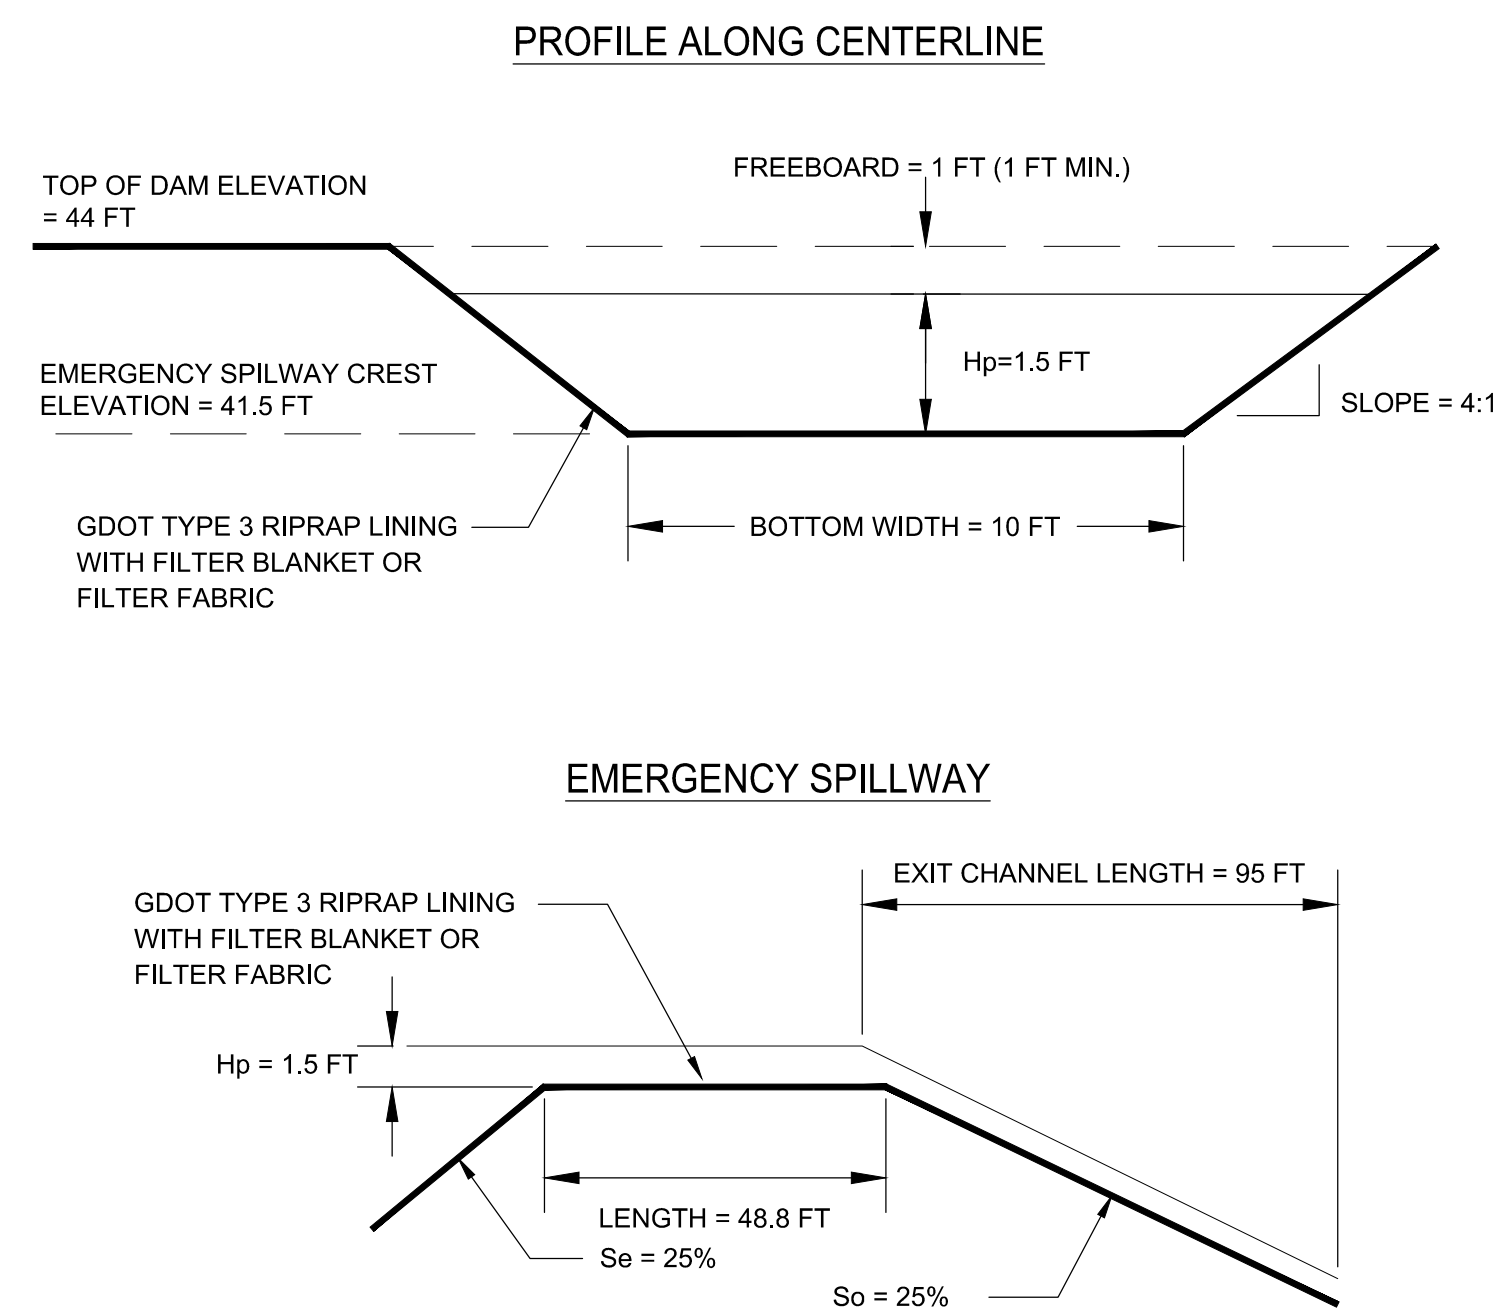 PROFILE ALONG CENTERLINE
FREEBOARD = 1 FT (1 FT MIN.)
TOP OF DAM ELEVATION
= 44 FT
Hp=1.5 FT
EMERGENCY SPILWAY CREST
ELEVATION = 41.5 FT
SLOPE = 4:1
GDOT TYPE 3 RIPRAP LINING
WITH FILTER BLANKET OR
FILTER FABRIC
BOTTOM WIDTH = 10 FT
EMERGENCY SPILLWAY
EXIT CHANNEL LENGTH = 95 FT
GDOT TYPE 3 RIPRAP LINING
WITH FILTER BLANKET OR
FILTER FABRIC
Hp = 1.5 FT
LENGTH = 48.8 FT
Se = 25%
So = 25%